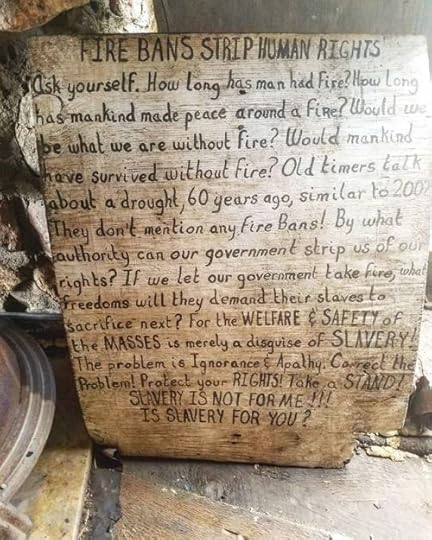 FIRE BANS STRIP HUMAN RIGHTS
Ask yourself. How long has man had Fire? How Long
has mankind made peace around a Fire? Would we
be what we are without Fire? Would mankind
have survived without fire? Old timers talk
about a drought, 60 years ago, similar to 2002
They don't mention any Fire Bans! By what
authority can our government strip us of our
rights? If we let our government take fire, what
freedoms will they demand their slaves to
sacrifice next? For the WELFARE & SAFETY of
the MASSES is merely a disguise of SLAVERY!
The problem is Ignorance & Apathy. Correct the
Problem! Protect your RIGHTS! Take a STAND!
SLAVERY IS NOT FOR ME!!!
IS SLAVERY FOR YOU?